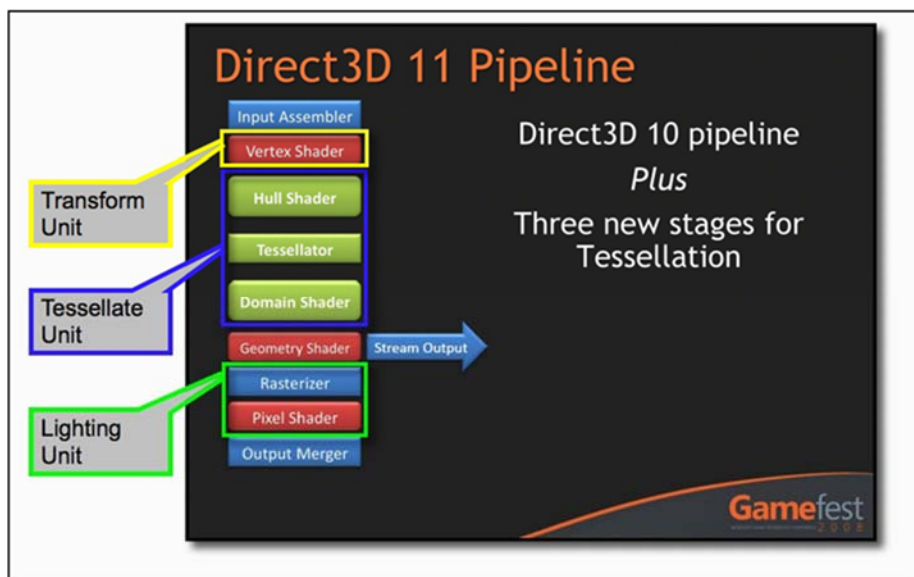 Direct3D 11 Pipeline
Input Assembler
Vertex Shader
Hull Shader
Tessellator
Domain Shader
Geometry Shader
Stream Output
Rasterizer
Pixel Shader
Output Merger
Direct3D 10 pipeline
Plus
Three new stages for
Tessellation
Transform
Unit
Tessellate
Unit
Lighting
Unit
Gamefest
2008